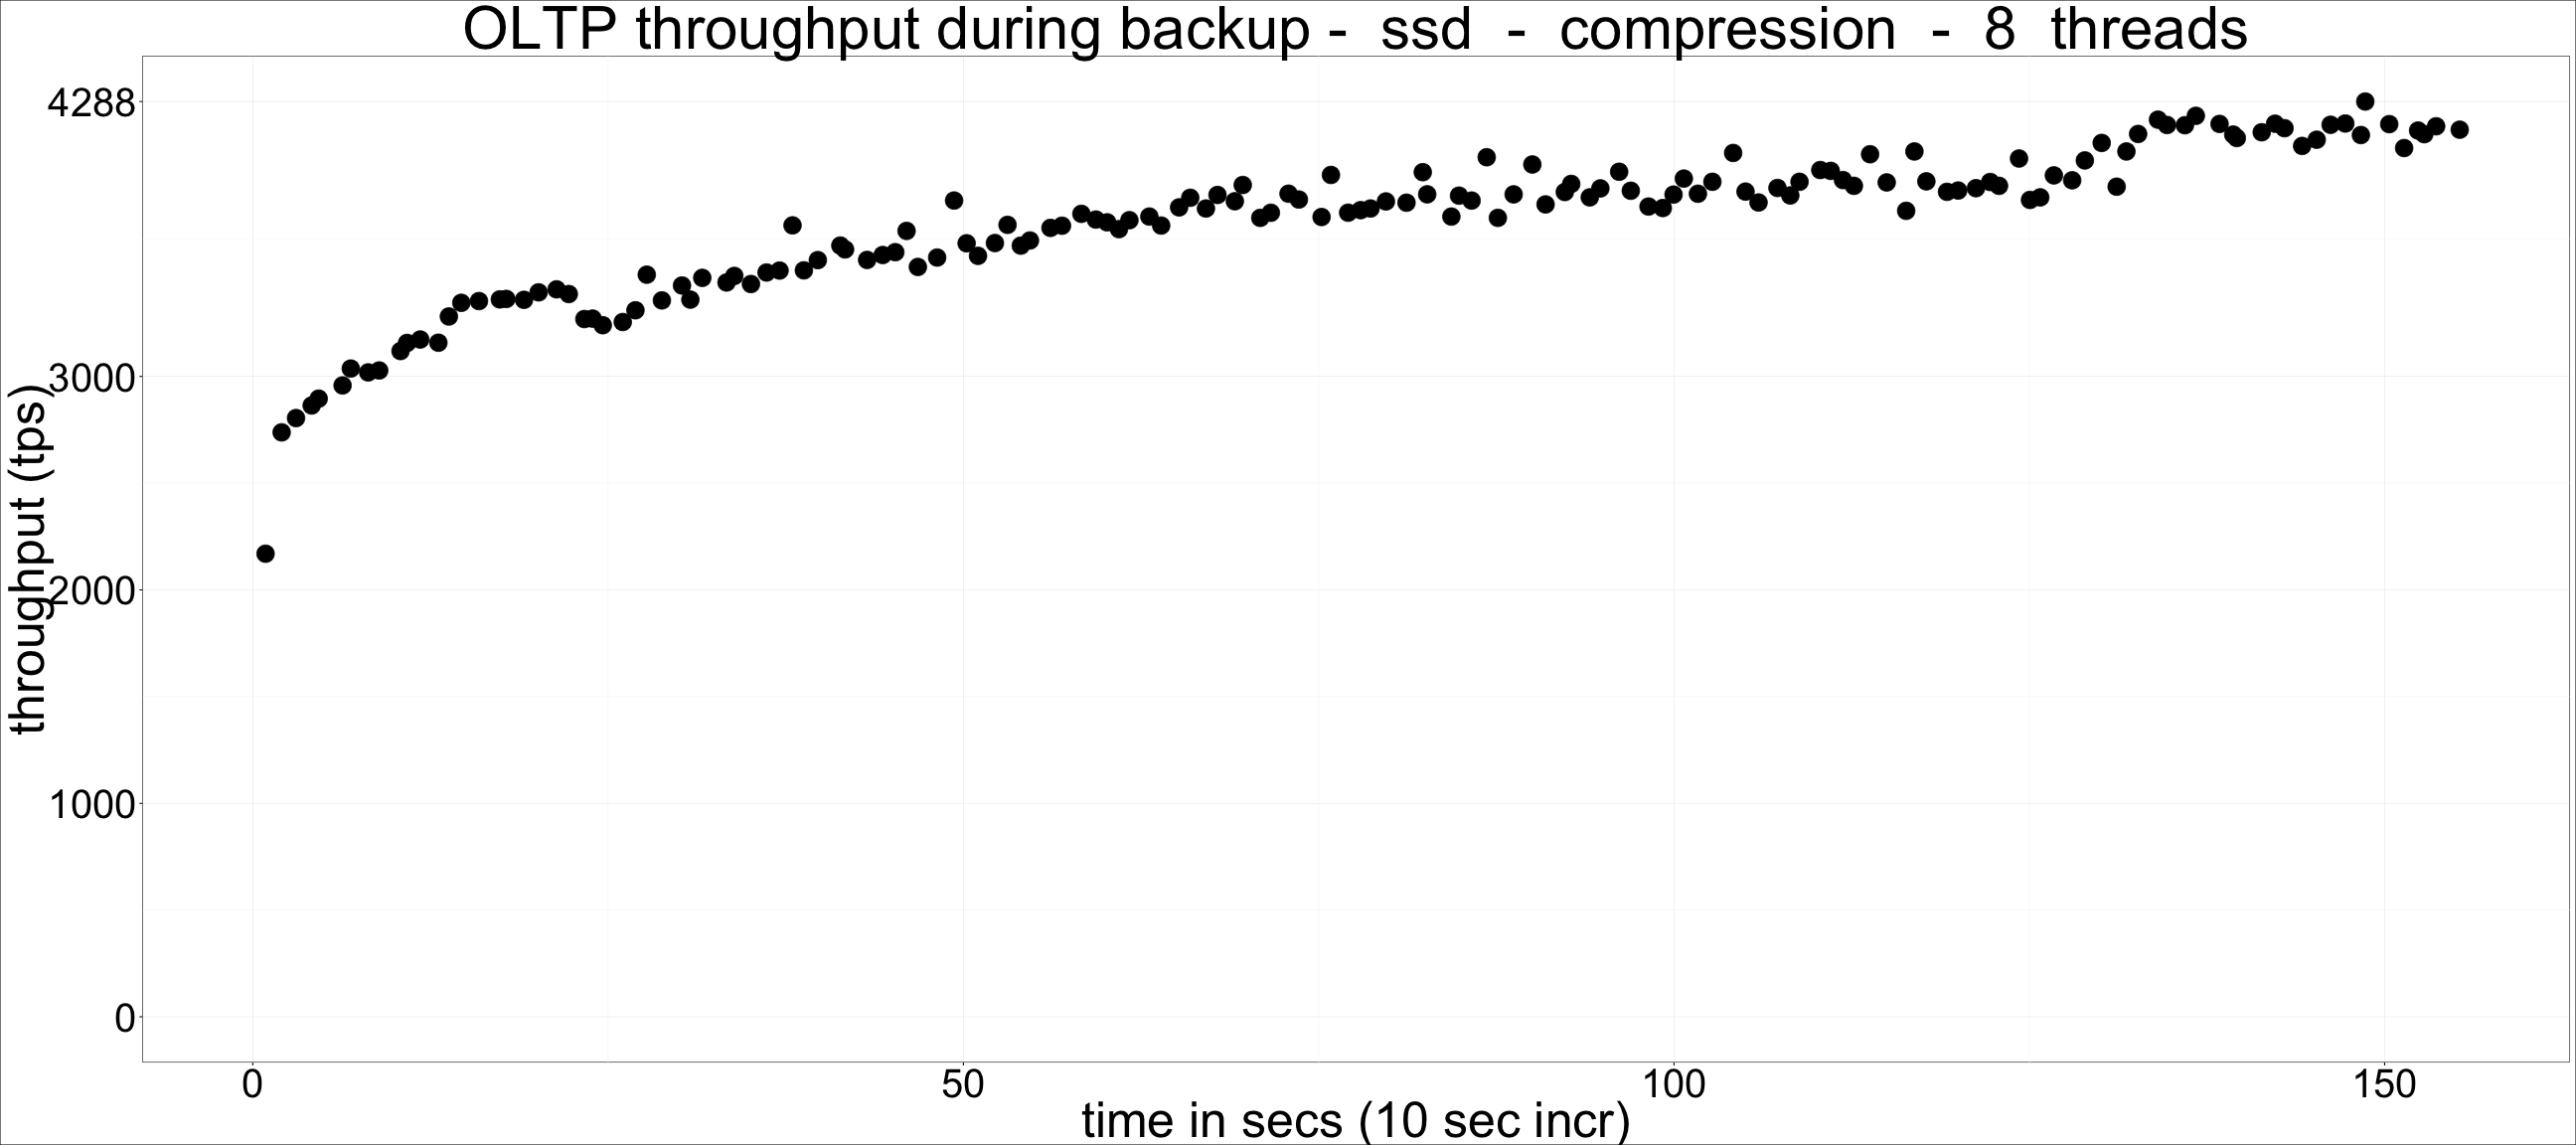 OLTP throughput during backup - ssd - compression - 8 threads
throughput (tps)
4288
3000
2000
1000
0
0 50 100 150
time in secs (10 sec incr)